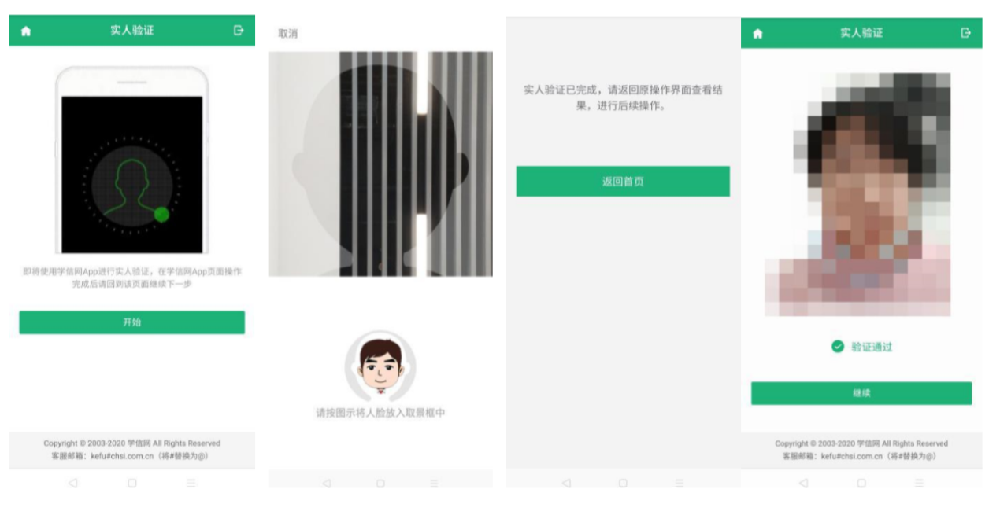 实人验证
即将使用学信网App进行实人验证，在学信网App页面操作
完成后请回到该页面继续下一步
开始
Copyright © 2003-2020 学信网 All Rights Reserved
客服邮箱：kefu#chsi.com.cn（将#替换为@）
取消
请按图示将人脸放入取景框中
实人验证已完成，请返回原操作界面查看结
果，进行后续操作。
返回首页
实人验证
验证通过
继续
Copyright © 2003-2020 学信网 All Rights Reserved
客服邮箱：kefu#chsi.com.cn（将#替换为@）